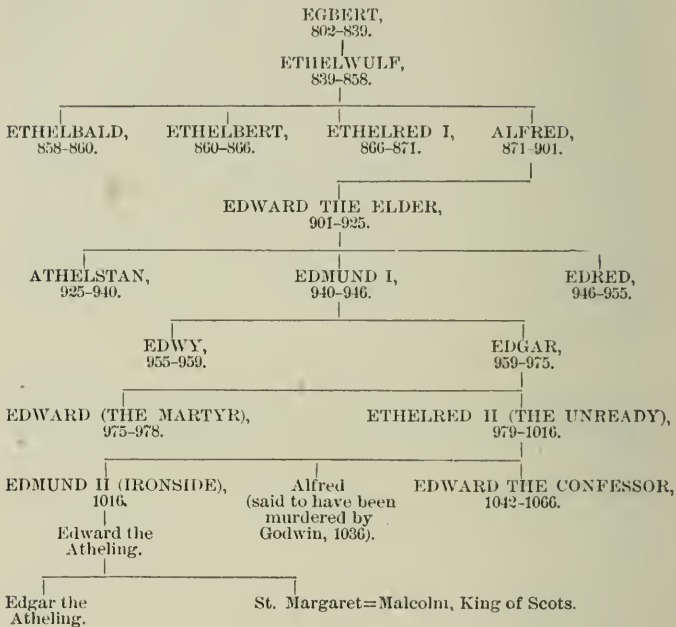 EGBERT,
802–839.
ETHELWULF,
839–858.
ETHELBALD, ETHELBERT, ETHELRED I, ALFRED,
858–860. 860–866. 866–871. 871–901.
EDWARD THE ELDER,
901–925.
ATHELSTAN, EDMUND I, EDRED,
925–940. 940–946. 946–955.
EDWY, EDGAR,
955–959. 959–975.
EDWARD (THE MARTYR), ETHELRED II (THE UNREADY),
975–978. 979–1016.
EDMUND II (IRONSIDE), Alfred EDWARD THE CONFESSOR,
1016. (said to have been 1042–1066.
murdered by
Godwin, 1036).
Edward the
Atheling.
Edgar the St. Margaret=Malcolm, King of Scots.
Atheling.